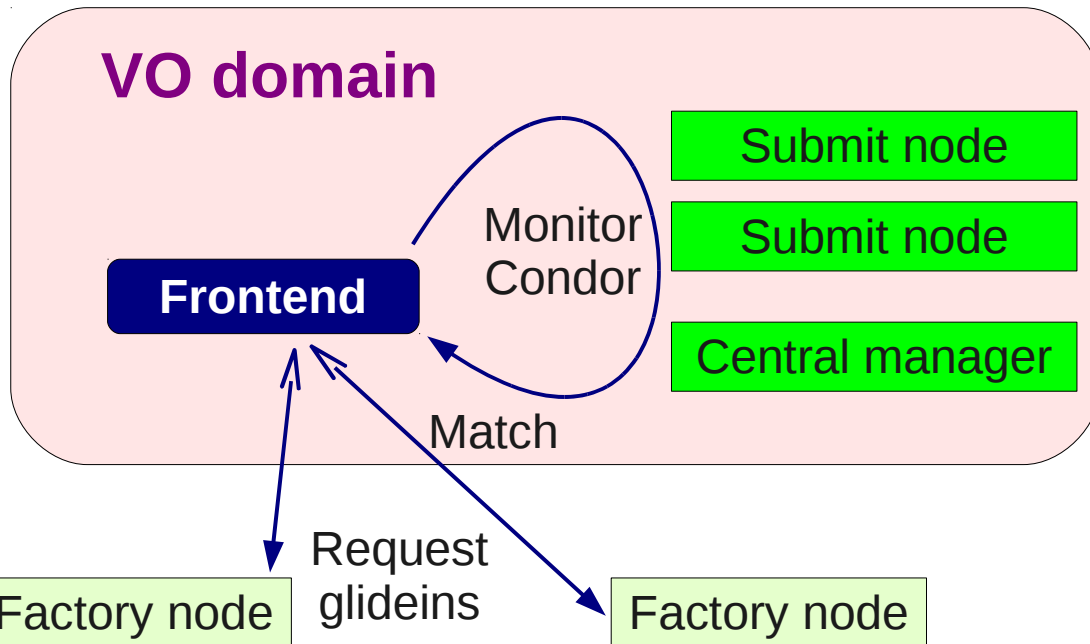 VO domain
Submit node
Submit node
Monitor
Condor
Frontend
Central manager
Match
Request
glideins
Factory node
Factory node